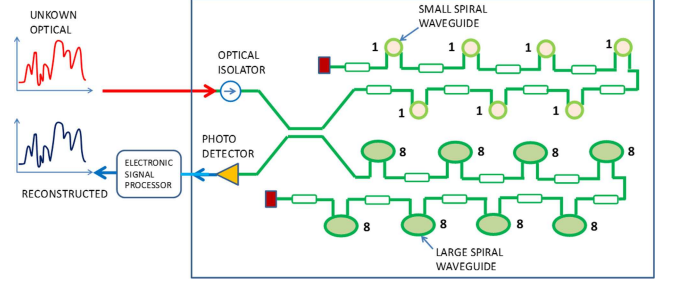 UNKOWN
OPTICAL
OPTICAL
ISOLATOR
SMALL SPIRAL
WAVEGUIDE
1 1 1 1
1 1 1
PHOTO
DETECTOR
ELECTRONIC
SIGNAL
PROCESSOR
RECONSTRUCTED
8 8 8 8
8 8 8 8
LARGE SPIRAL
WAVEGUIDE